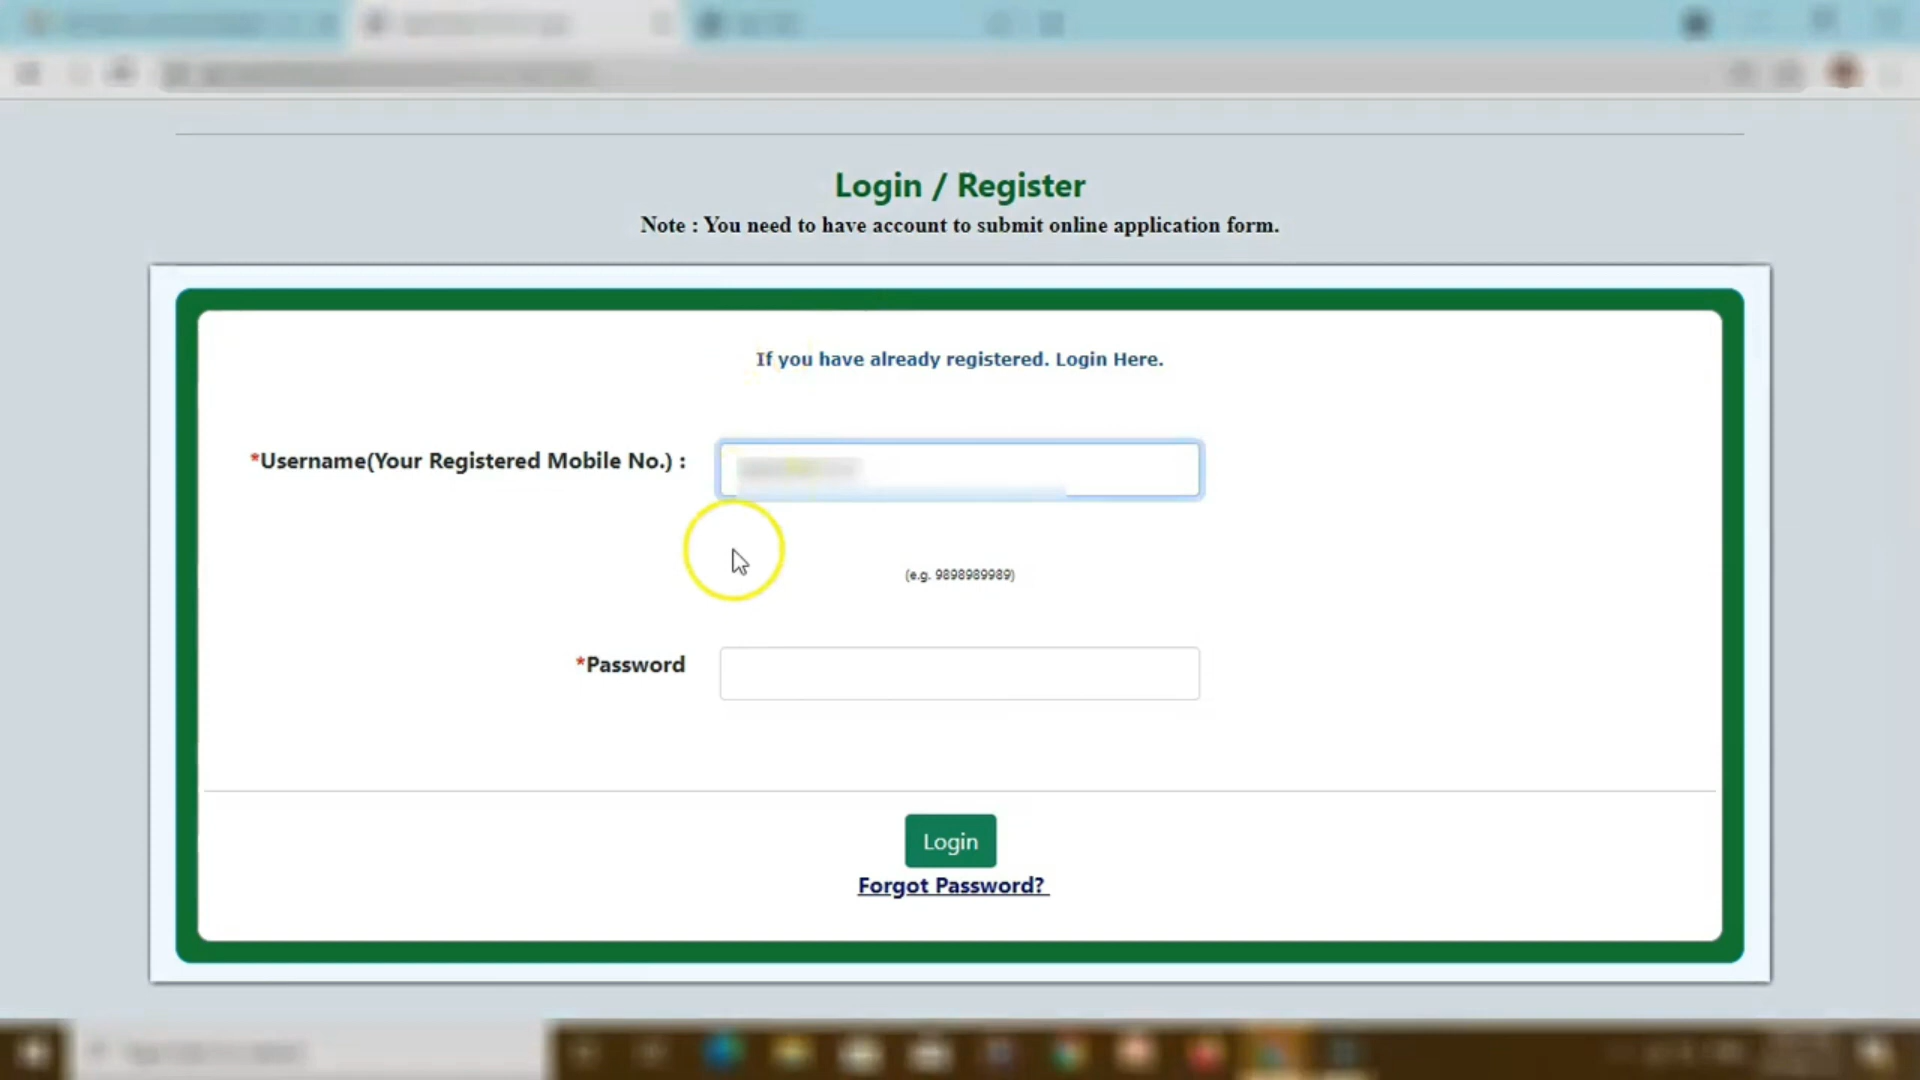 Login / Register
Note : You need to have account to submit online application form.
If you have already registered. Login Here.
*Username(Your Registered Mobile No.) :
(e.g. 9898989989)
*Password
Login
Forgot Password?